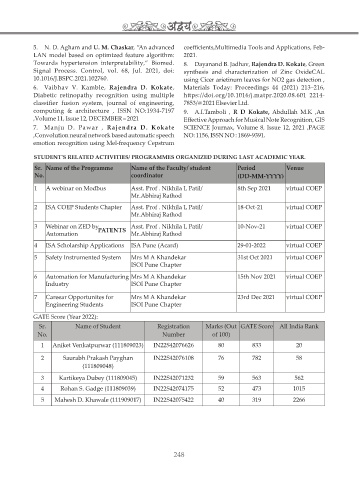 अद्वय
5. N. D. Agham and U. M. Chaskar, "An advanced
LAN model based on optimized feature algorithm:
Towards hypertension interpretability," Biomed.
Signal Process. Control, vol. 68, Jul. 2021, doi:
10.1016/J.BSPC.2021.102760
6. Vaibhav V. Kamble, Rajendra D. Kokate,
Diabetic retinopathy recognition using multiple
classifier fusion system, journal of engineering,
computing & architecture , ISSN NO:1934-7197
,Volume 11, Issue 12, DECEMBER – 2021
7. Manju D. Pawar , Rajendra D. Kokate
,Convolution neural network based automatic speech
emotion recognition using Mel-frequency Cepstrum
coefficients,Multimedia Tools and Applications, Feb-
2021.
8. Dayanand B. Jadhav, Rajendra D. Kokate, Green
synthesis and characterization of Zinc OxideCAL
using Cicer arietinum leaves for NO2 gas detection ,
Materials Today: Proceedings 44 (2021) 213–216,
https://doi.org/10.1016/j.matpr.2020.08.601 2214-
7853/# 2021 Elsevier Ltd.
9. A.I.Tamboli , R D Kokate, Abdullah M.K ,An
Effective Approach for Musical Note Recognition, GIS
SCIENCE Journas, Volume 8, Issue 12, 2021 ,PAGE
NO: 1156, ISSN NO : 1869-9391.
STUDENT'S RELATED ACTIVITIES/ PROGRAMMES ORGANIZED DURING LAST ACADEMIC YEAR.
Sr. No. Name of the Programme Name of the Faculty/ student coordinator Period (DD-MM-YYYY) Venue
1 A webinar on Modbus Asst. Prof . Nikhila L Patil/ Mr.Abhiraj Rathod 8th Sep 2021 virtual COEP
2 ISA COEP Students Chapter Asst. Prof . Nikhila L Patil/ Mr.Abhiraj Rathod 18-Oct-21 virtual COEP
3 Webinar on ZED by PATENTS Automation Asst. Prof . Nikhila L Patil/ Mr.Abhiraj Rathod 10-Nov-21 virtual COEP
4 ISA Scholarship Applications ISA Pune (Acard) 29-01-2022 virtual COEP
5 Safety Instrumented System Mrs M A Khandekar ISOI Pune Chapter 31st Oct 2021 virtual COEP
6 Automation for Manufacturing Industry Mrs M A Khandekar ISOI Pune Chapter 15th Nov 2021 virtual COEP
7 Careear Opportunites for Engineering Students Mrs M A Khandekar ISOI Pune Chapter 23rd Dec 2021 virtual COEP
GATE Score (Year 2022):
Sr. No. Name of Student Registration Number Marks (Out of 100) GATE Score All India Rank
1 Aniket Venkatpurwar (111809023) IN22S42076626 80 833 20
2 Saurabh Prakash Payghan (111809048) IN22S42076108 76 782 58
3 Kartikeya Dubey (111809045) IN22S42071232 59 563 562
4 Rohan S. Gadge (111809039) IN22S42074175 52 473 1015
5 Mahesh D. Khawale (111909017) IN22S42075422 40 319 2266
248